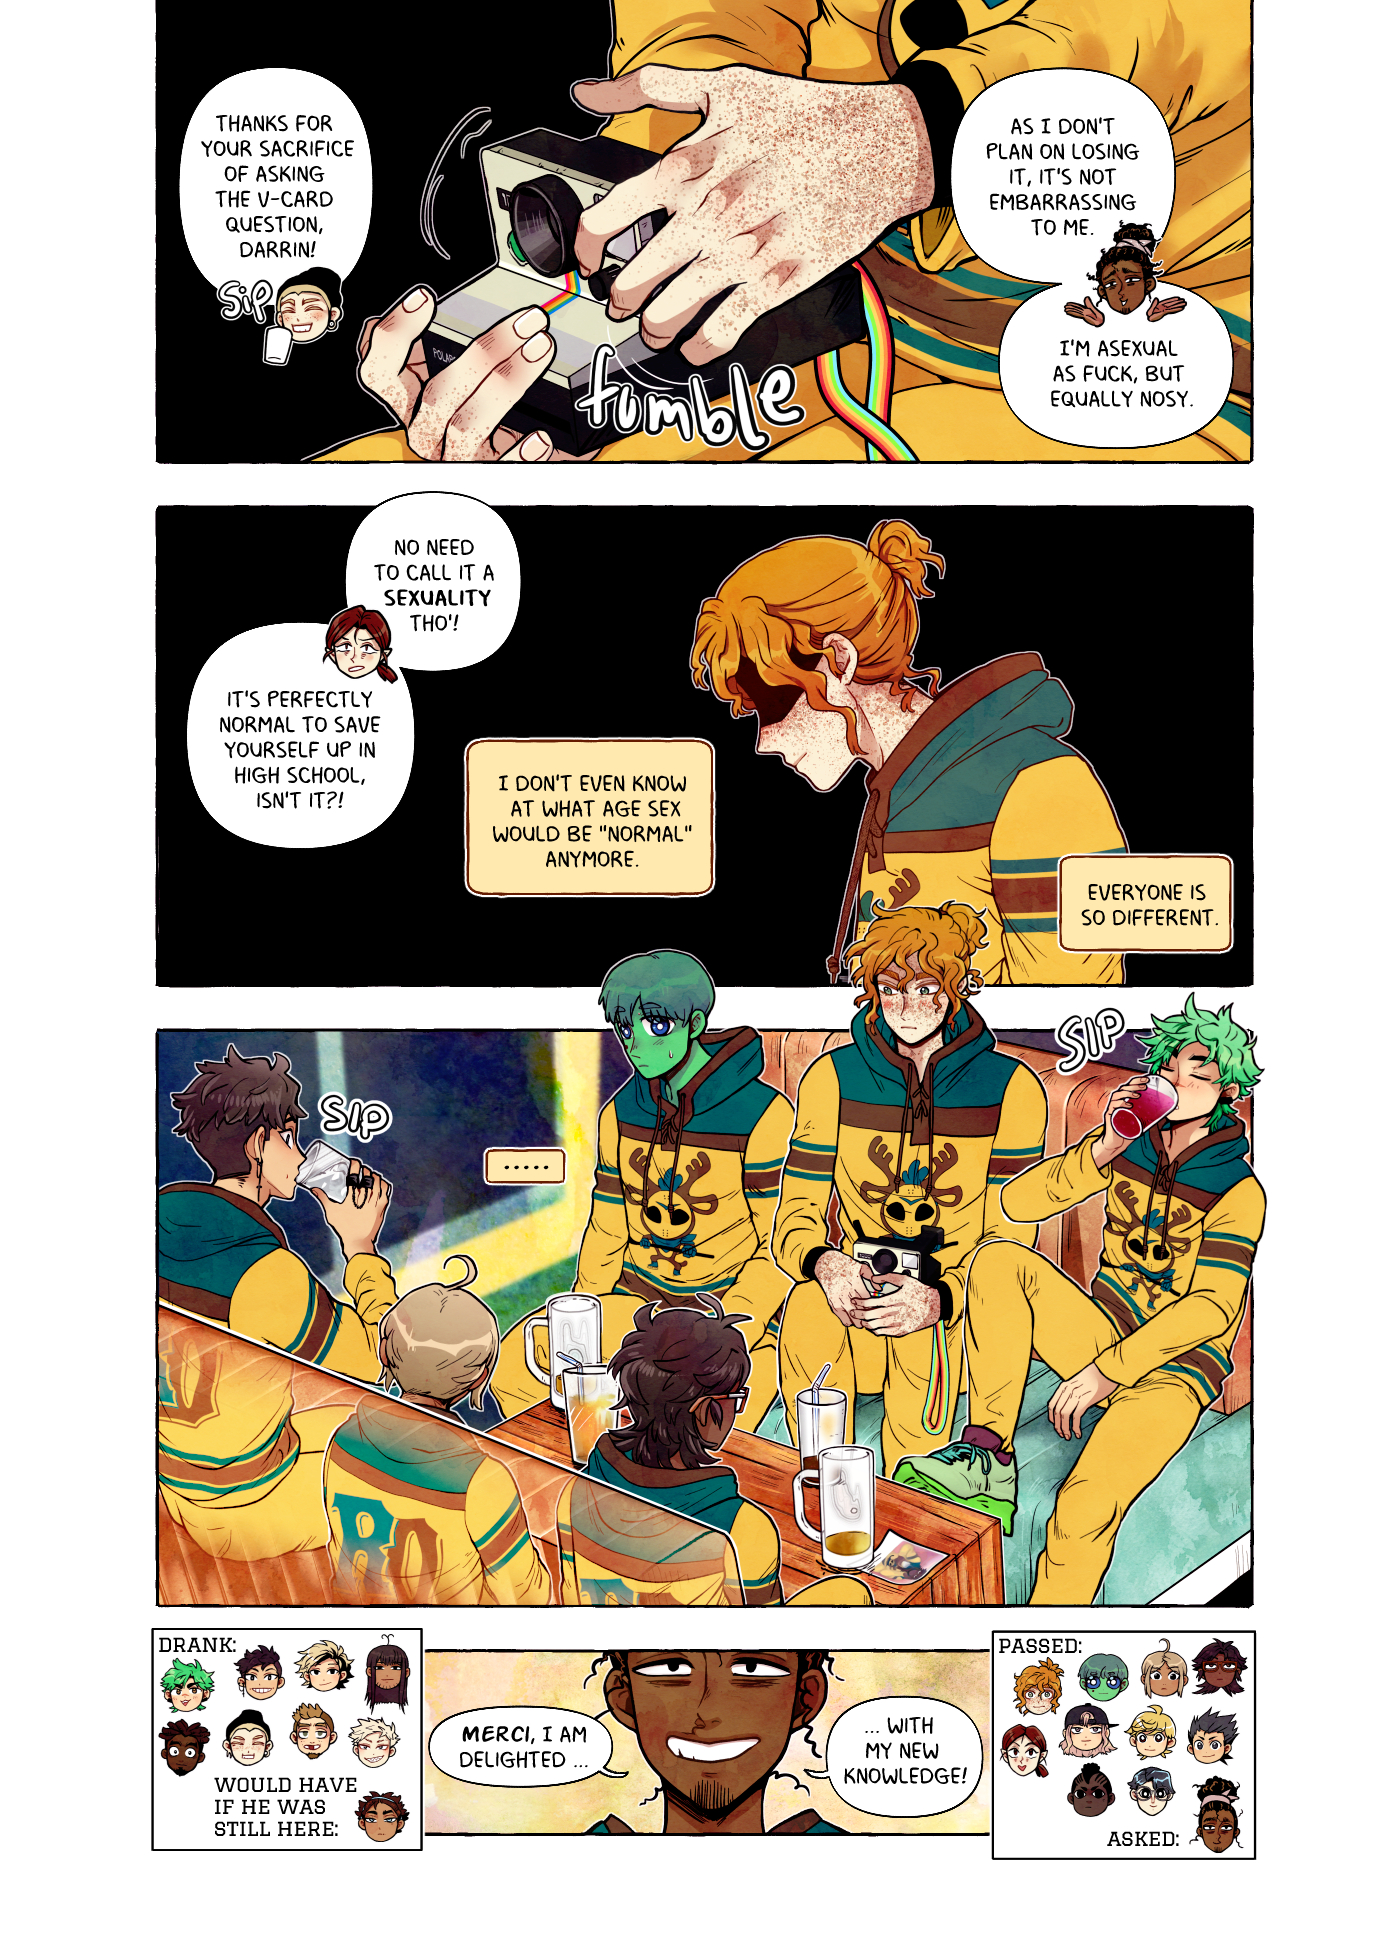 THANKS FOR
YOUR SACRIFICE
OF ASKING
THE V-CARD
QUESTION,
DARRIN!
SIP
AS I DON'T
PLAN ON LOSING
IT, IT'S NOT
EMBARRASSING
TO ME.
I'M ASEXUAL
AS FUCK, BUT
EQUALLY NOSY.
fumble
NO NEED
TO CALL IT A
SEXUALITY
THO'!
IT'S PERFECTLY
NORMAL TO SAVE
YOURSELF UP IN
HIGH SCHOOL,
ISN'T IT?!
I DON'T EVEN KNOW
AT WHAT AGE SEX
WOULD BE "NORMAL"
ANYMORE.
EVERYONE IS
SO DIFFERENT.
SIP
SIP
.....
RO
DRANK:
WOULD HAVE
IF HE WAS
STILL HERE:
MERCI, I AM
DELIGHTED ...
... WITH
MY NEW
KNOWLEDGE!
PASSED:
ASKED: